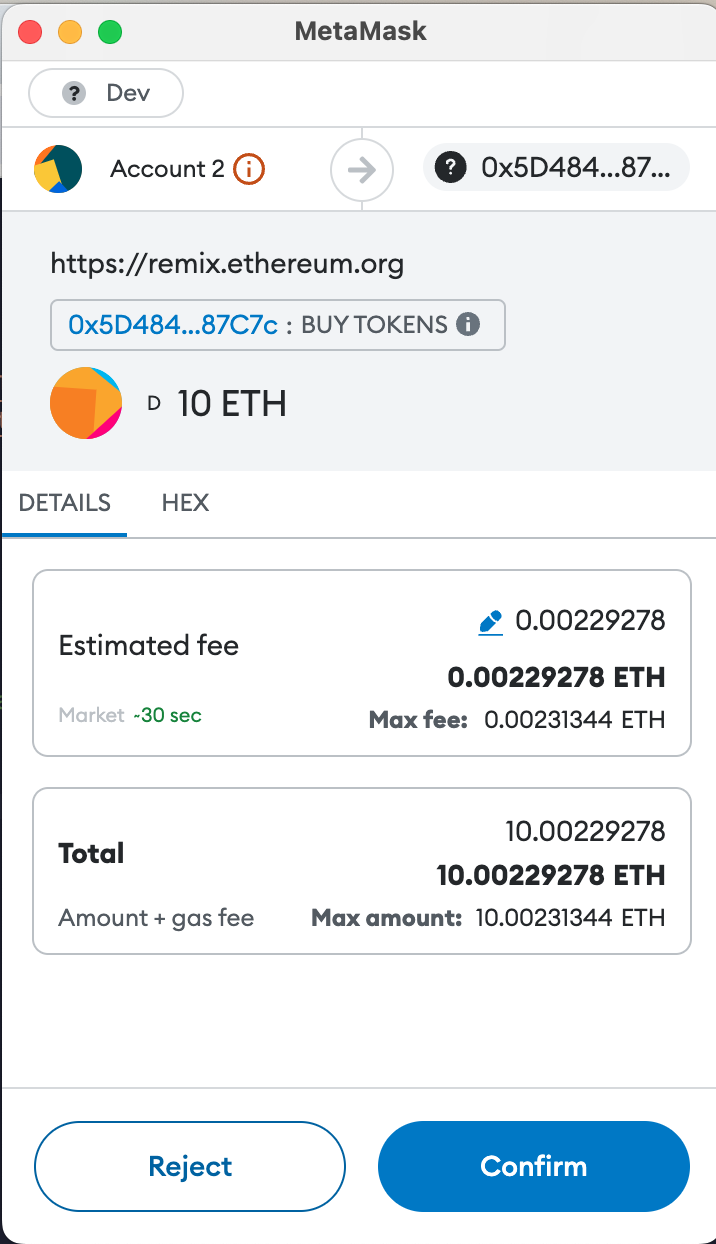 MetaMask
? Dev
Account 2 ? 0x5D484...87...
https://remix.ethereum.org
0x5D484...87C7c : BUY TOKENS
D 10 ETH
DETAILS HEX
0.00229278
Estimated fee
0.00229278 ETH
Market ~30 sec Max fee: 0.00231344 ETH
10.00229278
Total
10.00229278 ETH
Amount + gas fee Max amount: 10.00231344 ETH
Reject Confirm